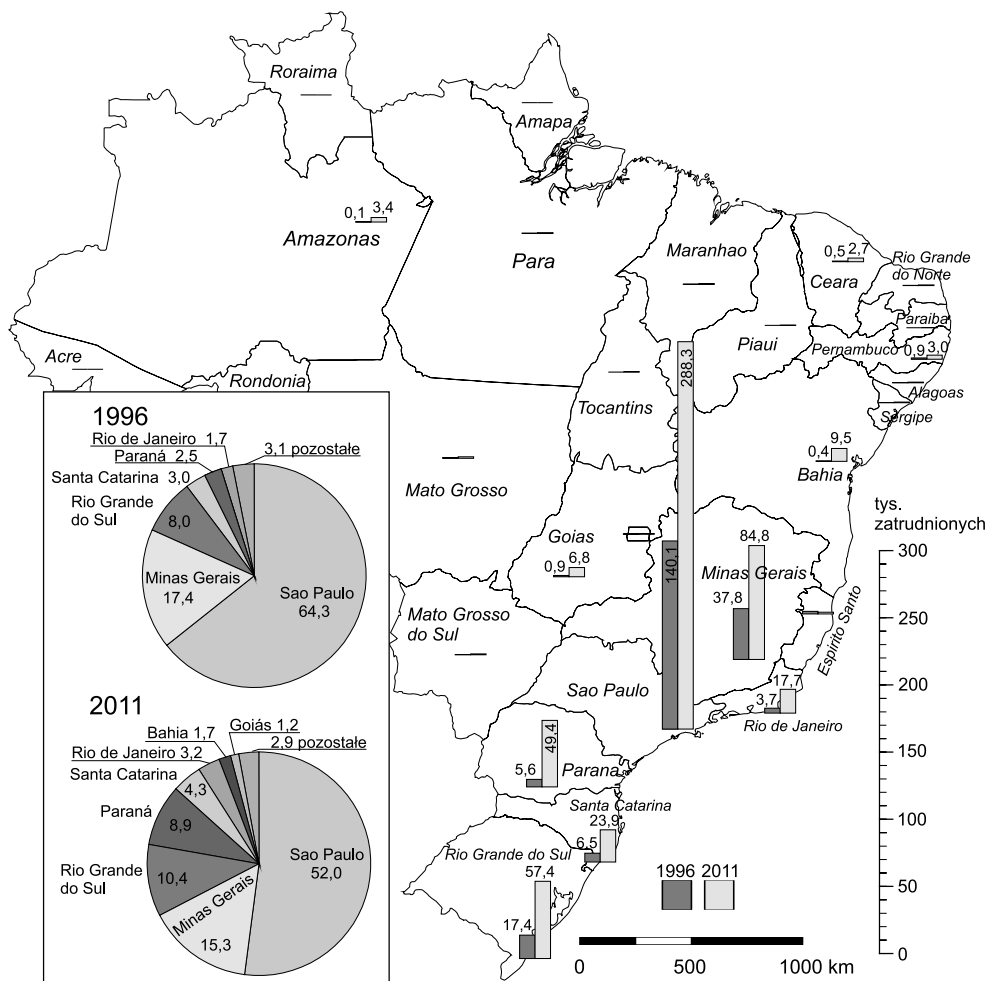 Roraima
Amapa
0,1 3,4
Amazonas
Para
Maranhao
0,5 2,7
Ceara
Rio Grande
do Norte
Paraiba
Piaui
Pernambuco
0,9 3,0
Acre
Rondonia
Alagoas
Sergipe
Tocantins
288,3
9,5
0,4
Bahia
Mato Grosso
Goias
0,9 6,8
140,1
84,8
Minas Gerais
37,8
Mato Grosso
do Sul
Espirito Santo
Sao Paulo
17,7
3,7
Rio de Janeiro
49,4
5,6
Parana
Santa Catarina
23,9
6,5
Rio Grande do Sul
57,4
17,4
1996
Rio de Janeiro 1,7
3,1 pozostałe
Paraná 2,5
Santa Catarina 3,0
Rio Grande
do Sul
8,0
Minas Gerais
17,4
Sao Paulo
64,3
2011
Bahia 1,7
Goiás 1,2
Rio de Janeiro 3,2
2,9 pozostałe
Santa Catarina
4,3
Paraná
8,9
Rio Grande
do Sul
10,4
Minas Gerais
15,3
Sao Paulo
52,0
tys.
zatrudnionych
300
250
200
150
100
50
0
1996 2011
0 500 1000 km